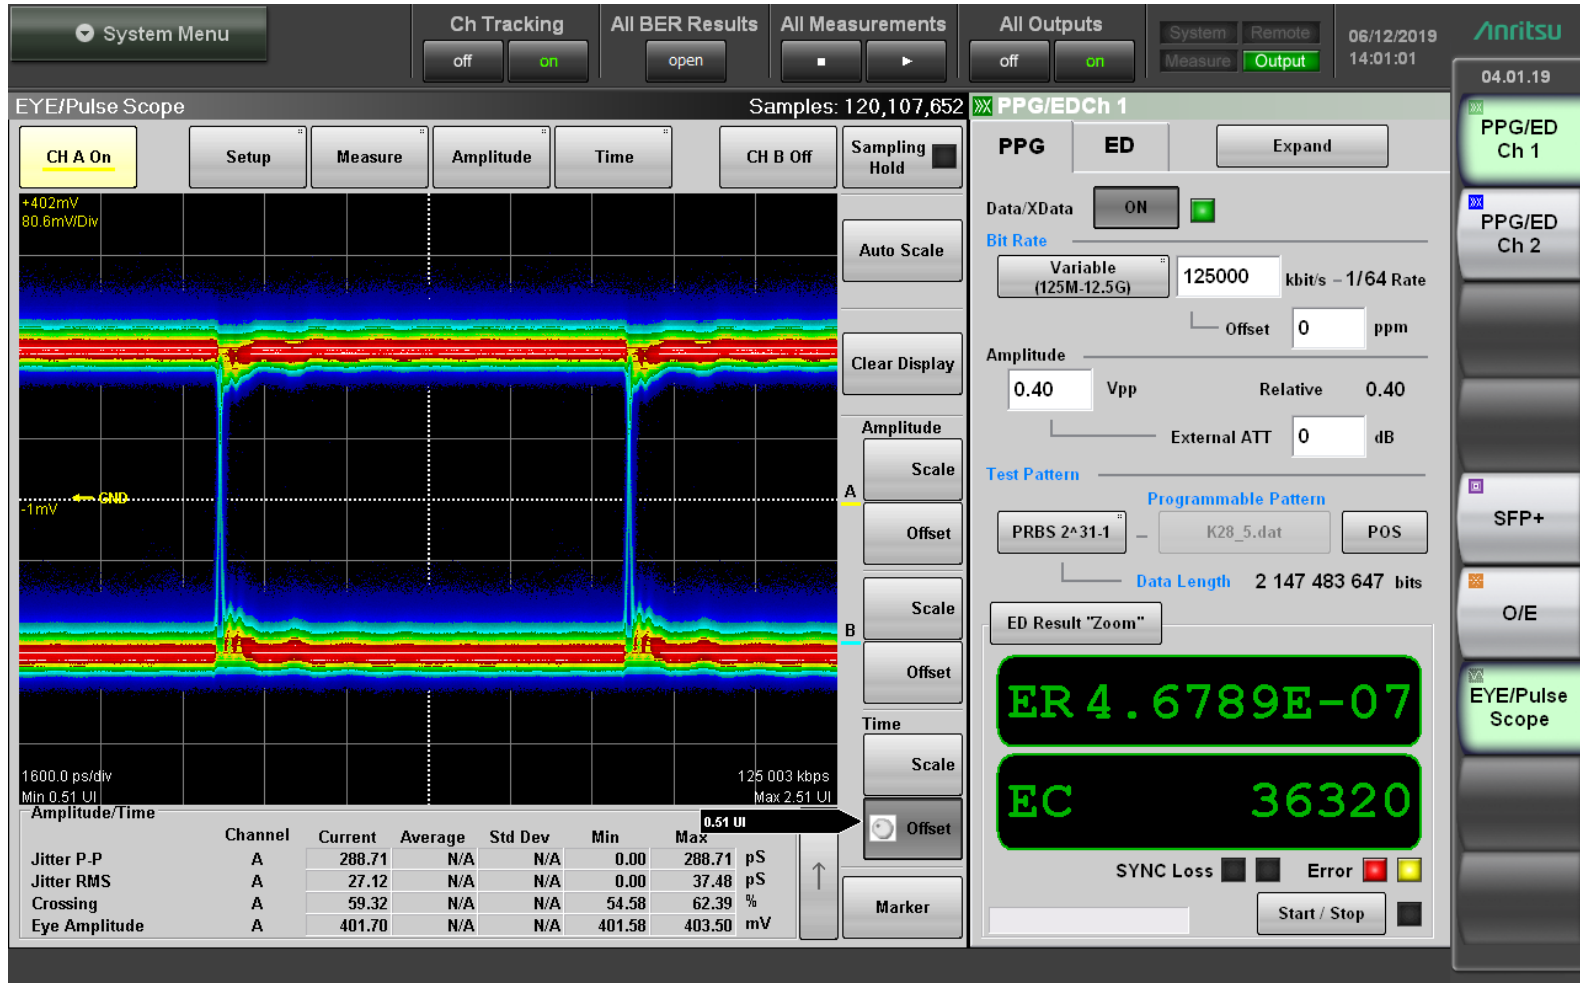 System Menu
Ch Tracking
off on
All BER Results
open
All Measurements
All Outputs
off on
System Remote
Measure Output
06/12/2019
14:01:01
Anritsu
04.01.19
EYE/Pulse Scope
Samples: 120,107,652
CH A On
Setup
Measure
Amplitude
Time
CH B Off
Sampling
Hold
+402mV
80.6mV/Div
GND
-1mV
1600.0 ps/div
Min 0.51 UI
125 003 kbps
Max 2.51 UI
Auto Scale
Clear Display
Amplitude
A
Scale
Offset
B
Scale
Offset
Time
Scale
0.51 UI
Offset
Marker
Amplitude/Time
Channel Current Average Std Dev Min Max
Jitter P-P A 288.71 N/A N/A 0.00 288.71 pS
Jitter RMS A 27.12 N/A N/A 0.00 37.48 pS
Crossing A 59.32 N/A N/A 54.58 62.39 %
Eye Amplitude A 401.70 N/A N/A 401.58 403.50 mV
PPG/EDCh 1
PPG ED Expand
Data/XData ON
Bit Rate
Variable
(125M-12.5G)
125000 kbit/s - 1/64 Rate
Offset 0 ppm
Amplitude
0.40 Vpp Relative 0.40
External ATT 0 dB
Test Pattern
Programmable Pattern
PRBS 2^31-1 K28_5.dat POS
Data Length 2 147 483 647 bits
ED Result "Zoom"
ER 4.6789E-07
EC 36320
SYNC Loss Error
Start / Stop
PPG/ED
Ch 1
PPG/ED
Ch 2
SFP+
O/E
EYE/Pulse
Scope